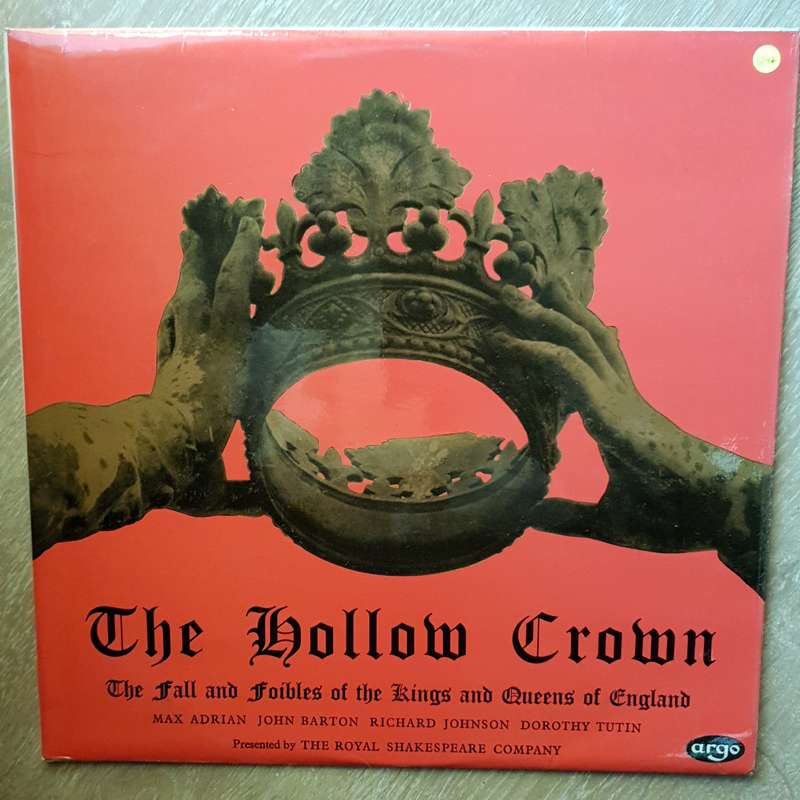 The Hollow Crown
The Fall and Foibles of the Kings and Queens of England
MAX ADRIAN JOHN BARTON RICHARD JOHNSON DOROTHY TUTIN
Presented by THE ROYAL SHAKESPEARE COMPANY
argo